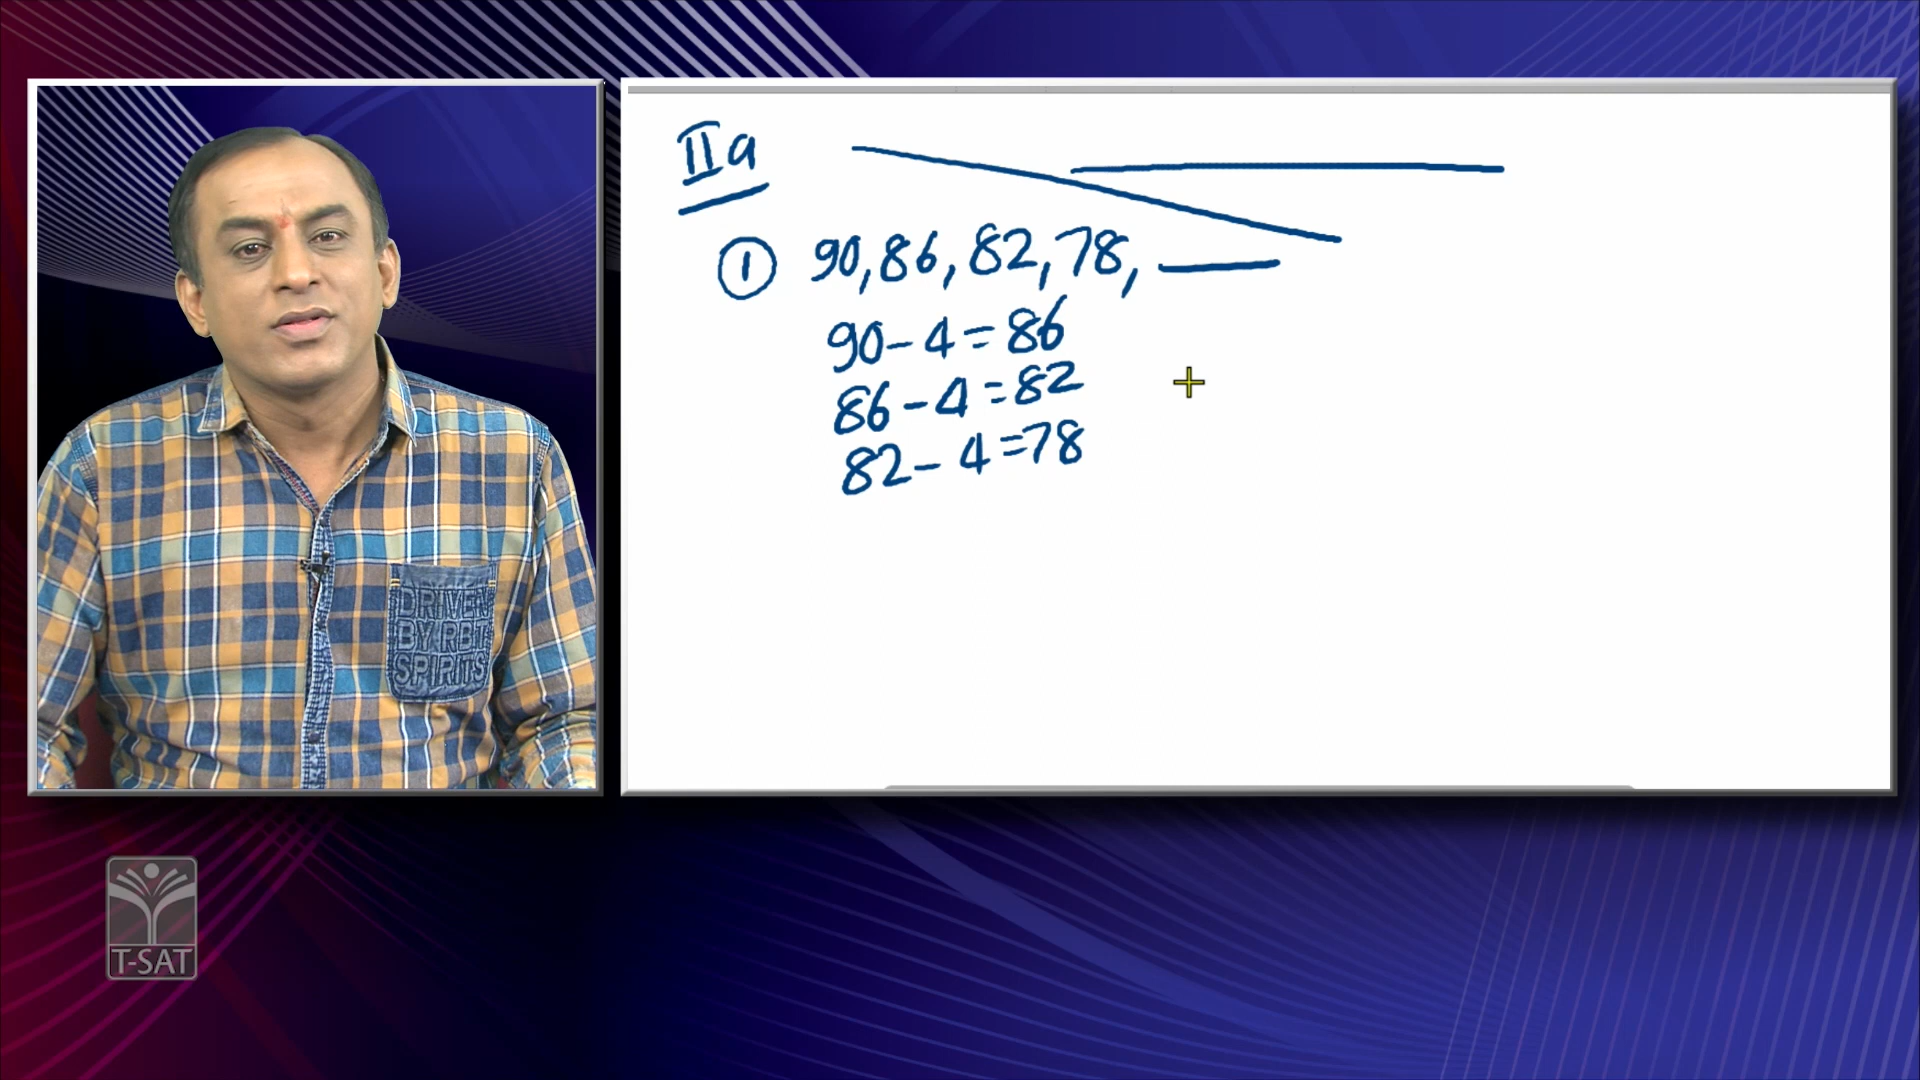 IIa
① 90, 86, 82, 78, ____
90 - 4 = 86
86 - 4 = 82
82 - 4 = 78
DRIVEN
BY RBT
SPIRITS
T-SAT